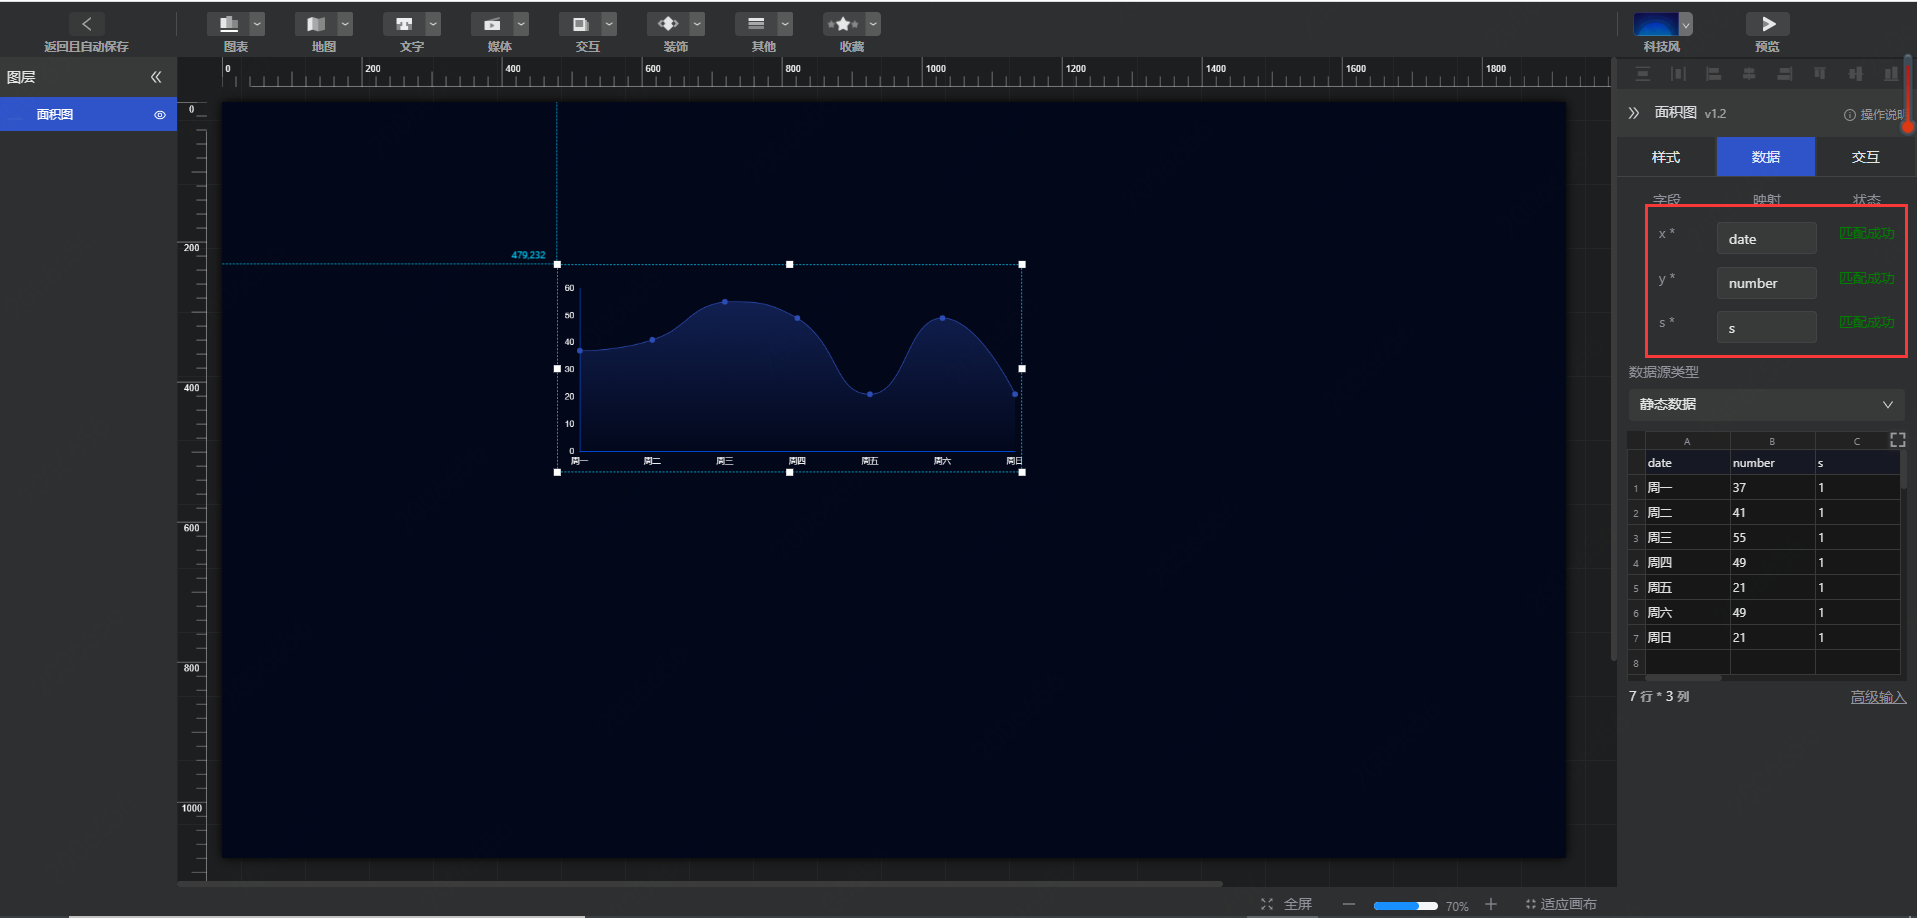 返回且自动保存
图表
地图
文字
媒体
交互
装饰
其他
收藏
科技风
预览
图层
面积图
0 200 400 600 800 1000 1200 1400 1600 1800
0
200
400
600
800
1000
479,232
60
50
40
30
20
10
0
周一 周二 周三 周四 周五 周六 周日
面积图 v1.2
操作说明
样式 数据 交互
字段 映射 状态
x * date 匹配成功
y * number 匹配成功
s * s 匹配成功
数据源类型
静态数据
A B C
date number s
1 周一 37 1
2 周二 41 1
3 周三 55 1
4 周四 49 1
5 周五 21 1
6 周六 49 1
7 周日 21 1
8
7 行 * 3 列 高级输入
全屏 70% 适应画布